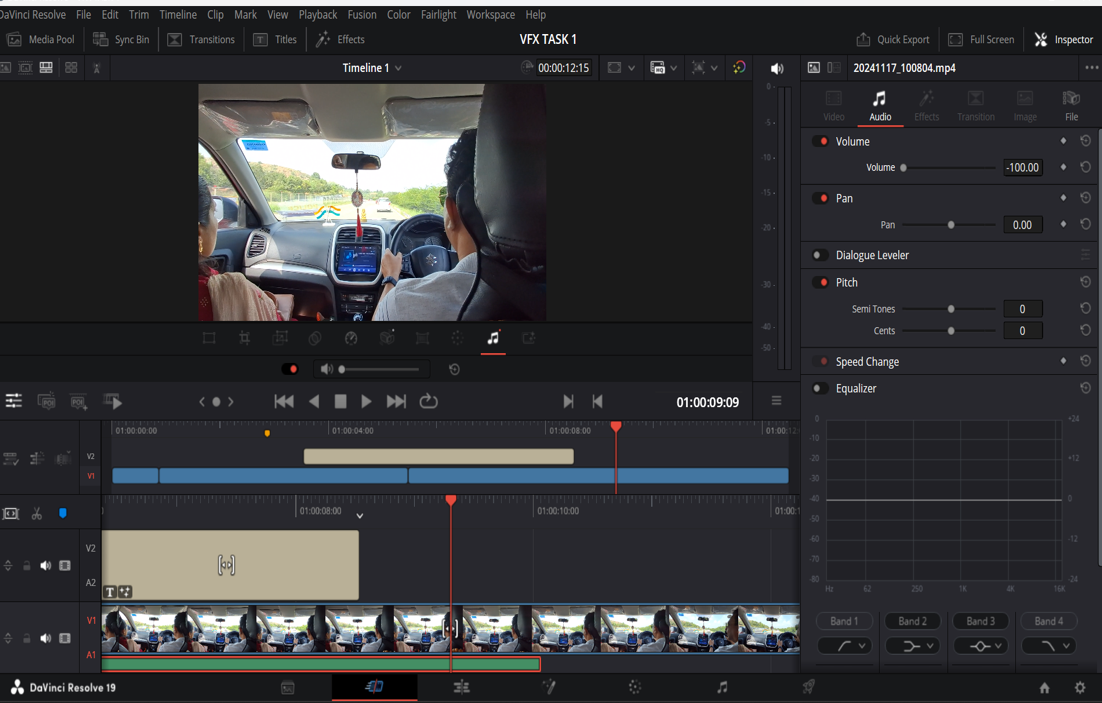 DaVinci Resolve File Edit Trim Timeline Clip Mark View Playback Fusion Color Fairlight Workspace Help
Media Pool Sync Bin Transitions Titles Effects VFX TASK 1 Quick Export Full Screen Inspector
Timeline 1 00:00:12:15 HQ 20241117_100804.mp4
Video Audio Effects Transition Image File
0
-5
-10
-15
-20
-30
-40
-50
Volume
Volume -100.00
Pan
Pan 0.00
Dialogue Leveler
Pitch
Semi Tones 0
Cents 0
Speed Change
Equalizer
0 +24
-10
-20 +12
-30
-40 0
-50
-60 -12
-70
-80 -24
Hz 62 250 1K 4K 16K
Band 1 Band 2 Band 3 Band 4
POI POI
01:00:09:09
01:00:00:00 01:00:04:00 01:00:08:00 01:00:12
V2
V1
01:00:08:00 01:00:10:00 01:00:1
V2
A2
T
V1
A1
DaVinci Resolve 19